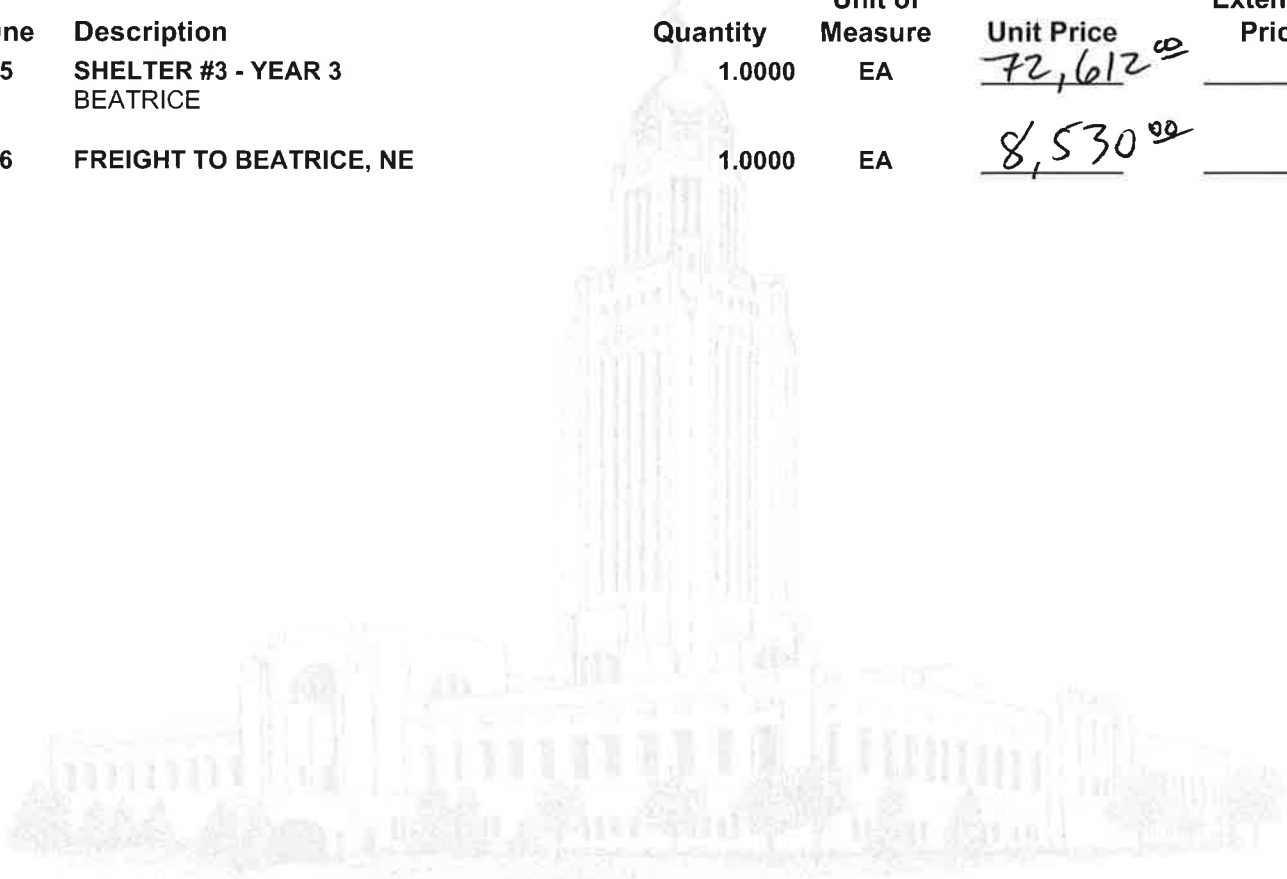 Unit of Exten
ne Description Quantity Measure Unit Price Pric
5 SHELTER #3 - YEAR 3 1.0000 EA 72,612 00
BEATRICE
6 FREIGHT TO BEATRICE, NE 1.0000 EA 8,530 00